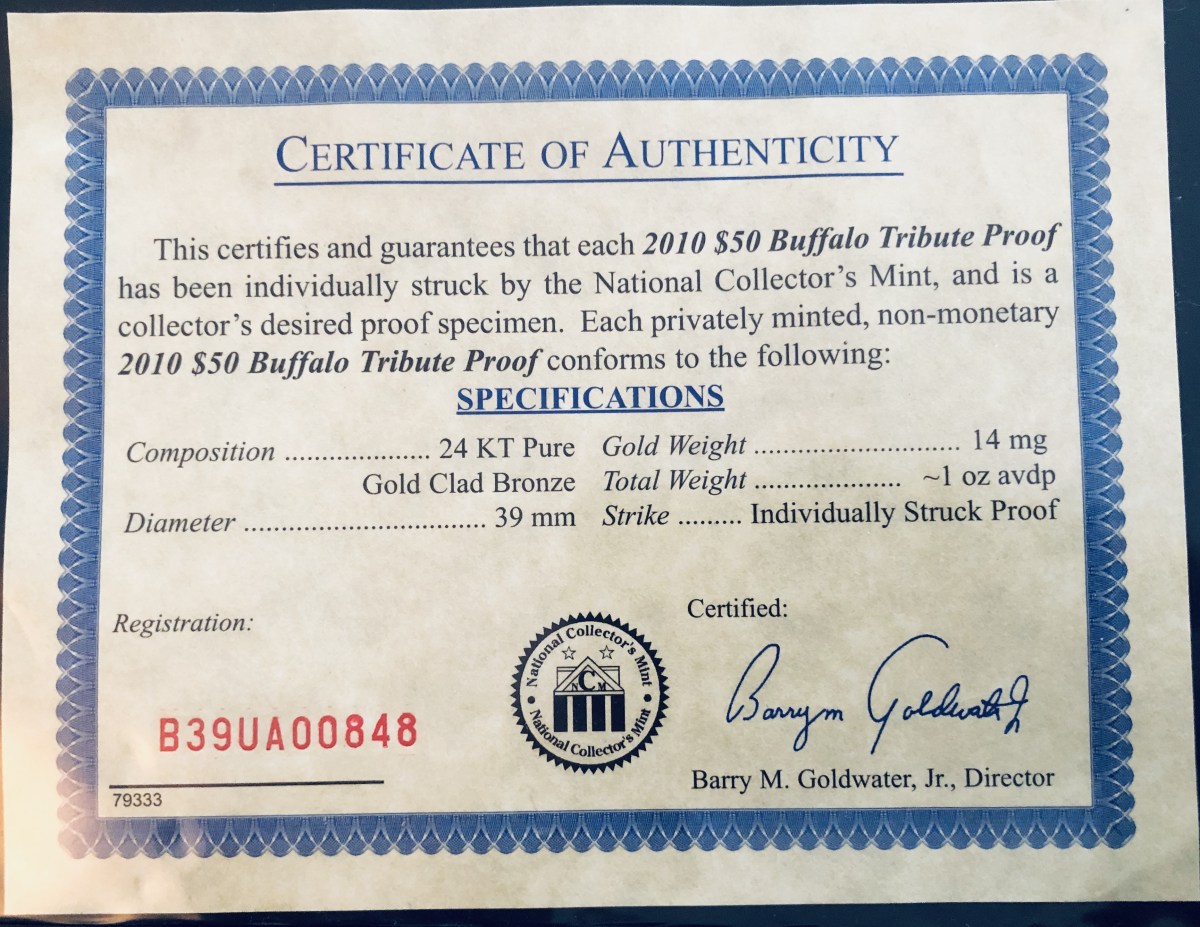 CERTIFICATE OF AUTHENTICITY
This certifies and guarantees that each 2010 $50 Buffalo Tribute Proof
has been individually struck by the National Collector's Mint, and is a
collector's desired proof specimen. Each privately minted, non-monetary
2010 $50 Buffalo Tribute Proof conforms to the following:
SPECIFICATIONS
Composition .................... 24 KT Pure
Gold Clad Bronze
Diameter ................................. 39 mm
Gold Weight ............................ 14 mg
Total Weight .................... ~1 oz avdp
Strike ......... Individually Struck Proof
Registration:
B39UA00848
79333
National Collector's Mint
NCM
National Collector's Mint
Certified:
Barry M Goldwater Jr
Barry M. Goldwater, Jr., Director